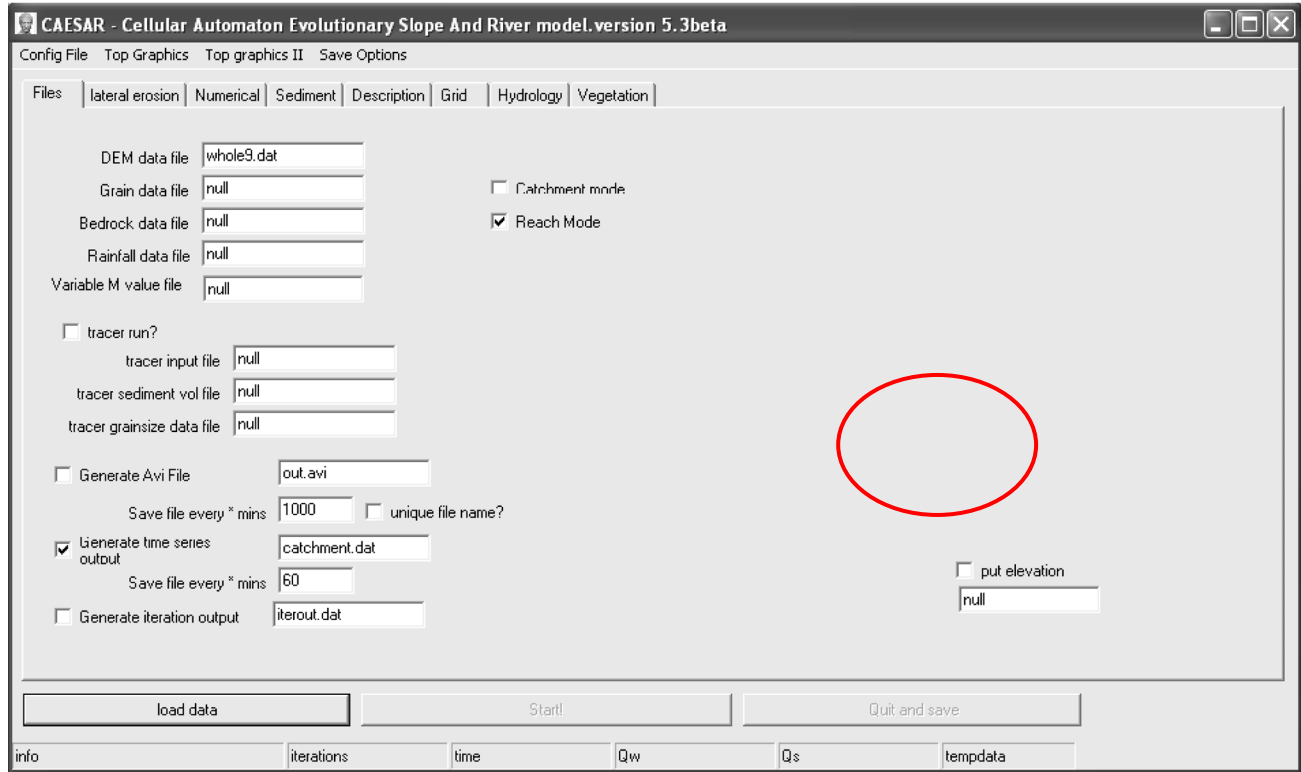 CAESAR - Cellular Automaton Evolutionary Slope And River model.version 5.3beta
Config File Top Graphics Top graphics II Save Options
Files lateral erosion Numerical Sediment Description Grid Hydrology Vegetation
DEM data file whole9.dat
Grain data file null Catchment mode
Bedrock data file null Reach Mode
Rainfall data file null
Variable M value file null
tracer run?
tracer input file null
tracer sediment vol file null
tracer grainsize data file null
Generate Avi File out.avi
Save file every * mins 1000 unique file name?
Generate time series
output catchment.dat
Save file every * mins 60 put elevation
null
Generate iteration output iterout.dat
load data Start! Quit and save
info iterations time Qw Qs tempdata